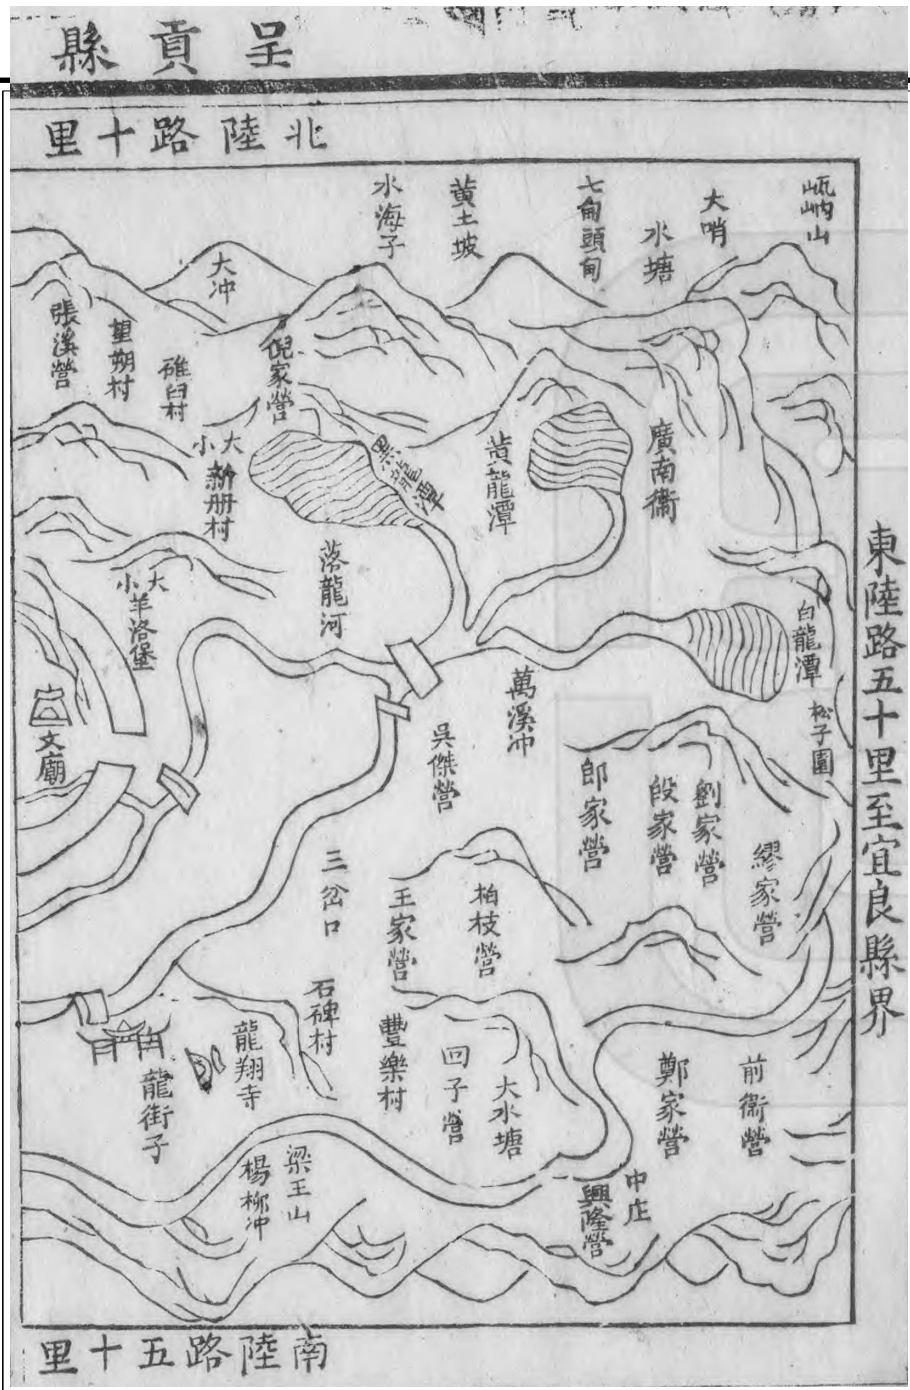 呈貢縣
北陸路十里
東陸路五十里至宜良縣界
南陸路五十里
大哨
水塘
七甸頭甸
黃土坡
水海子
大冲
倪家營
碓臼村
望朔村
張溪營
廣南衞
黃龍潭
黑龍潭
大小新册村
落龍河
大小羊洛堡
文廟
白龍潭
松子園
萬溪冲
吳傑營
繆家營
劉家營
段家營
郎家營
柏枝營
王家營
三岔口
石碑村
龍翔寺
龍街子
前衞營
鄭家營
大水塘
回子營
豐樂村
中庄
興隆營
梁王山
楊柳冲